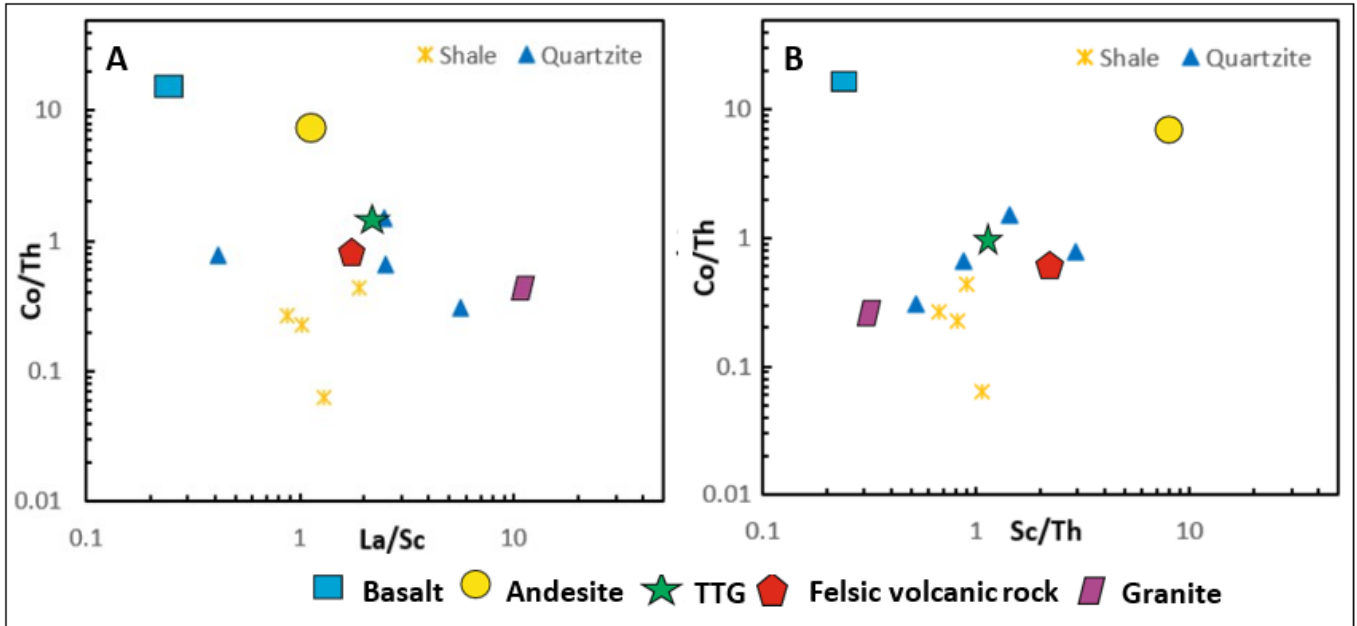 A
Shale Quartzite
10
1
0.1
0.01
Co/Th
0.1 1 10
La/Sc
B
Shale Quartzite
10
1
0.1
0.01
Co/Th
0.1 1 10
Sc/Th
Basalt Andesite TTG Felsic volcanic rock Granite